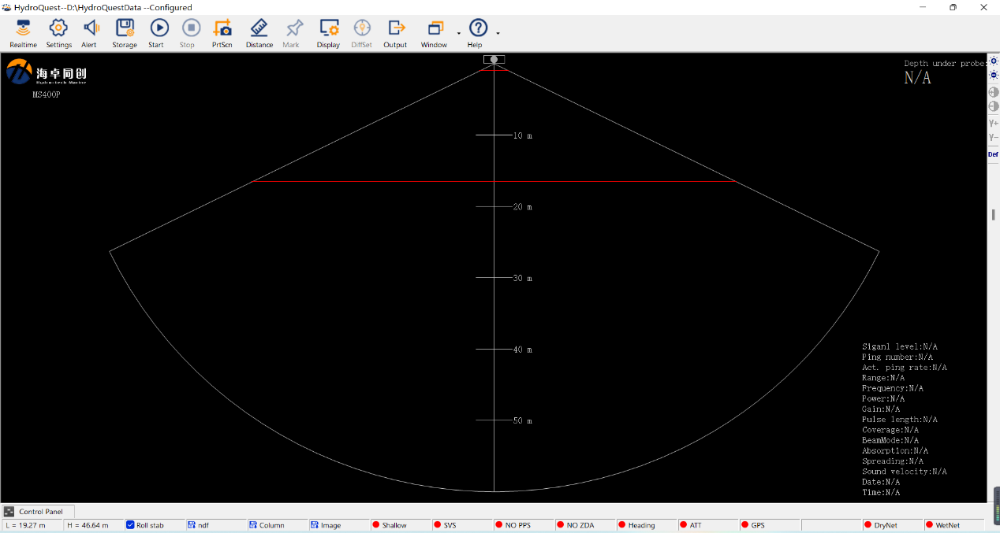 HydroQuest--D:\HydroQuestData --Configured
Realtime Settings Alert Storage Start Stop PrtScn Distance Mark Display DiffSet Output Window Help
海卓同创
Hydro-tech Marine
MS400P
Depth under probe:
N/A
10 m
Y+
Y-
Def
20 m
30 m
40 m
50 m
Siganl level:N/A
Ping number:N/A
Act. ping rate:N/A
Range:N/A
Frequency:N/A
Power:N/A
Gain:N/A
Pulse length:N/A
Coverage:N/A
BeamMode:N/A
Absorption:N/A
Spreading:N/A
Sound velocity:N/A
Date:N/A
Time:N/A
Control Panel
L = 19.27 m H = 46.64 m Roll stab ndf Column Image Shallow SVS NO PPS NO ZDA Heading ATT GPS DryNet WetNet